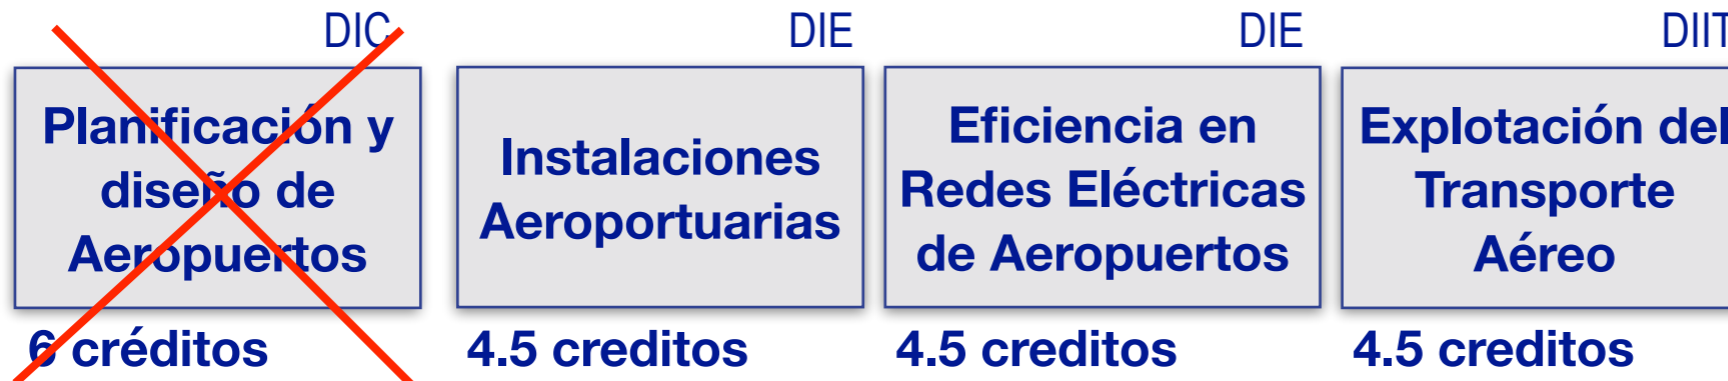 DIC
Planificación y
diseño de
Aeropuertos
6 créditos
DIE
Instalaciones
Aeroportuarias
4.5 creditos
DIE
Eficiencia en
Redes Eléctricas
de Aeropuertos
4.5 creditos
DIIT
Explotación del
Transporte
Aéreo
4.5 creditos